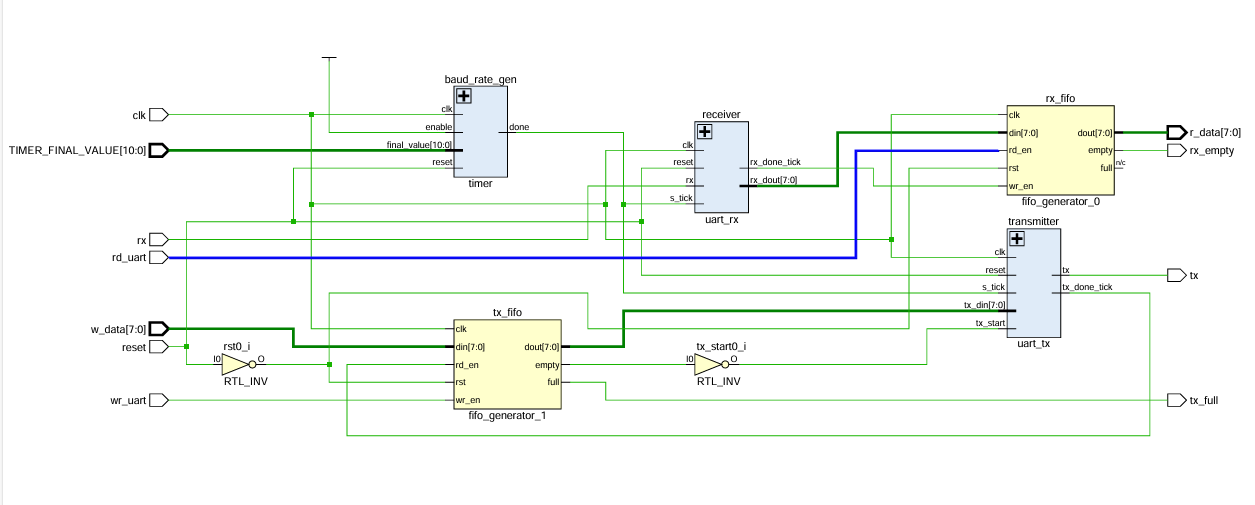 baud_rate_gen
clk
enable
final_value[10:0]
reset
done
timer
clk
TIMER_FINAL_VALUE[10:0]
receiver
clk
reset
rx
s_tick
rx_done_tick
rx_dout[7:0]
uart_rx
rx_fifo
clk
din[7:0]
rd_en
rst
wr_en
dout[7:0]
empty
full
n/c
fifo_generator_0
r_data[7:0]
rx_empty
rx
rd_uart
transmitter
clk
reset
s_tick
tx_din[7:0]
tx_start
tx
tx_done_tick
uart_tx
tx
w_data[7:0]
reset
rst0_i
I0
O
RTL_INV
tx_fifo
clk
din[7:0]
rd_en
rst
wr_en
dout[7:0]
empty
full
fifo_generator_1
tx_start0_i
I0
O
RTL_INV
wr_uart
tx_full